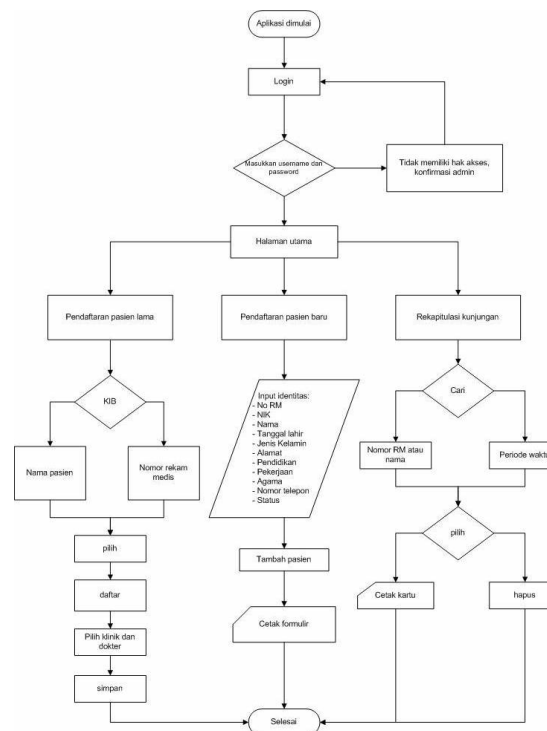 Aplikasi dimulai
Login
Masukkan username dan
password
Tidak memiliki hak akses,
konfirmasi admin
Halaman utama
Pendaftaran pasien lama
Pendaftaran pasien baru
Rekapitulasi kunjungan
KIB
Nama pasien
Nomor rekam
medis
pilih
daftar
Pilih klinik dan
dokter
simpan
Input identitas:
- No RM
- NIK
- Nama
- Tanggal lahir
- Jenis Kelamin
- Alamat
- Pendidikan
- Pekerjaan
- Agama
- Nomor telepon
- Status
Tambah pasien
Cetak formulir
Cari
Nomor RM atau
nama
Periode waktu
pilih
Cetak kartu
hapus
Selesai